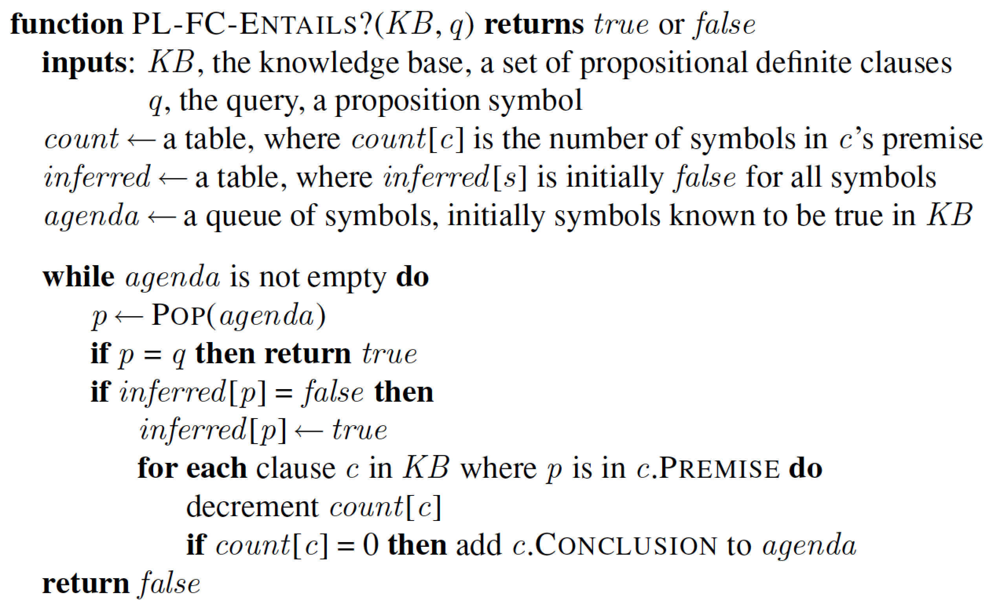 function PL-FC-ENTAILS?(KB, q) returns true or false
inputs: KB, the knowledge base, a set of propositional definite clauses
q, the query, a proposition symbol
count ← a table, where count[c] is the number of symbols in c’s premise
inferred ← a table, where inferred[s] is initially false for all symbols
agenda ← a queue of symbols, initially symbols known to be true in KB
while agenda is not empty do
p ← POP(agenda)
if p = q then return true
if inferred[p] = false then
inferred[p] ← true
for each clause c in KB where p is in c.PREMISE do
decrement count[c]
if count[c] = 0 then add c.CONCLUSION to agenda
return false